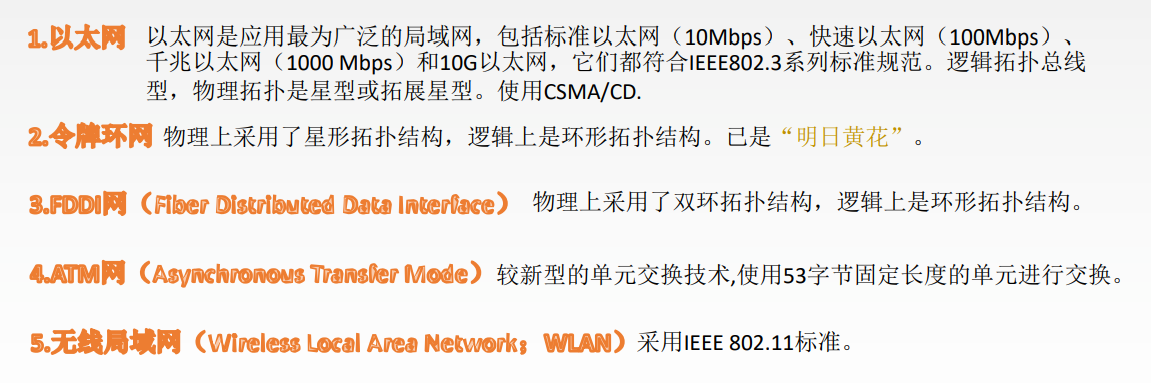 1.以太网 以太网是应用最为广泛的局域网，包括标准以太网（10Mbps）、快速以太网（100Mbps）、
千兆以太网（1000 Mbps）和10G以太网，它们都符合IEEE802.3系列标准规范。逻辑拓扑总线
型，物理拓扑是星型或拓展星型。使用CSMA/CD.
2.令牌环网 物理上采用了星形拓扑结构，逻辑上是环形拓扑结构。已是“明日黄花”。
3.FDDI网（Fiber Distributed Data Interface） 物理上采用了双环拓扑结构，逻辑上是环形拓扑结构。
4.ATM网（Asynchronous Transfer Mode）较新型的单元交换技术,使用53字节固定长度的单元进行交换。
5.无线局域网（Wireless Local Area Network；WLAN）采用IEEE 802.11标准。